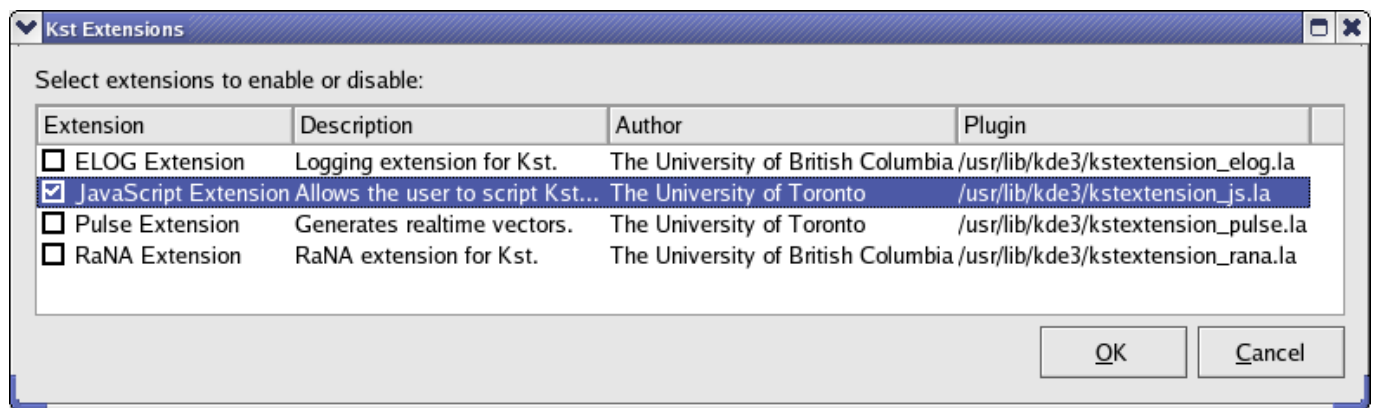 Kst Extensions
Select extensions to enable or disable:
Extension Description Author Plugin
ELOG Extension Logging extension for Kst. The University of British Columbia /usr/lib/kde3/kstextension_elog.la
JavaScript Extension Allows the user to script Kst... The University of Toronto /usr/lib/kde3/kstextension_js.la
Pulse Extension Generates realtime vectors. The University of Toronto /usr/lib/kde3/kstextension_pulse.la
RaNA Extension RaNA extension for Kst. The University of British Columbia /usr/lib/kde3/kstextension_rana.la
OK Cancel